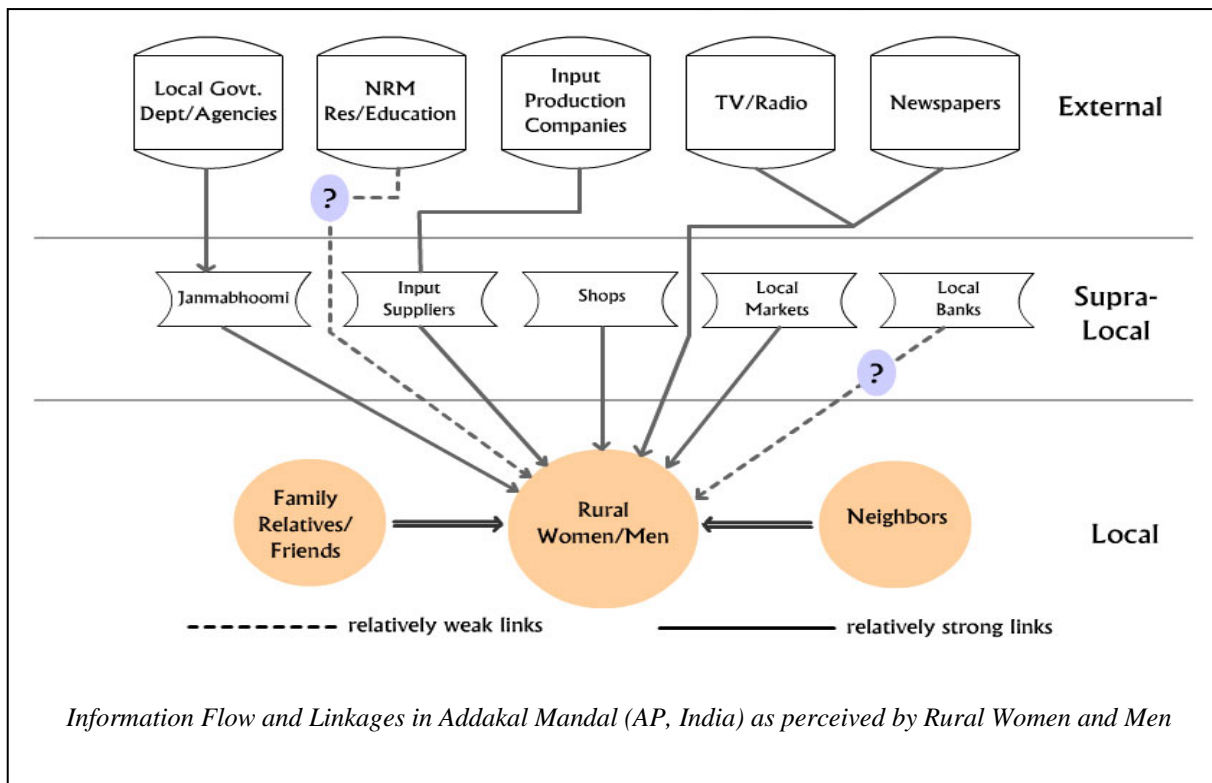 Local Govt.
Dept/Agencies
NRM
Res/Education
Input
Production
Companies
TV/Radio
Newspapers
External
?
Janmabhoomi
Input
Suppliers
Shops
Local
Markets
Local
Banks
Supra-
Local
?
Family
Relatives/
Friends
Rural
Women/Men
Neighbors
Local
relatively weak links
relatively strong links
Information Flow and Linkages in Addakal Mandal (AP, India) as perceived by Rural Women and Men